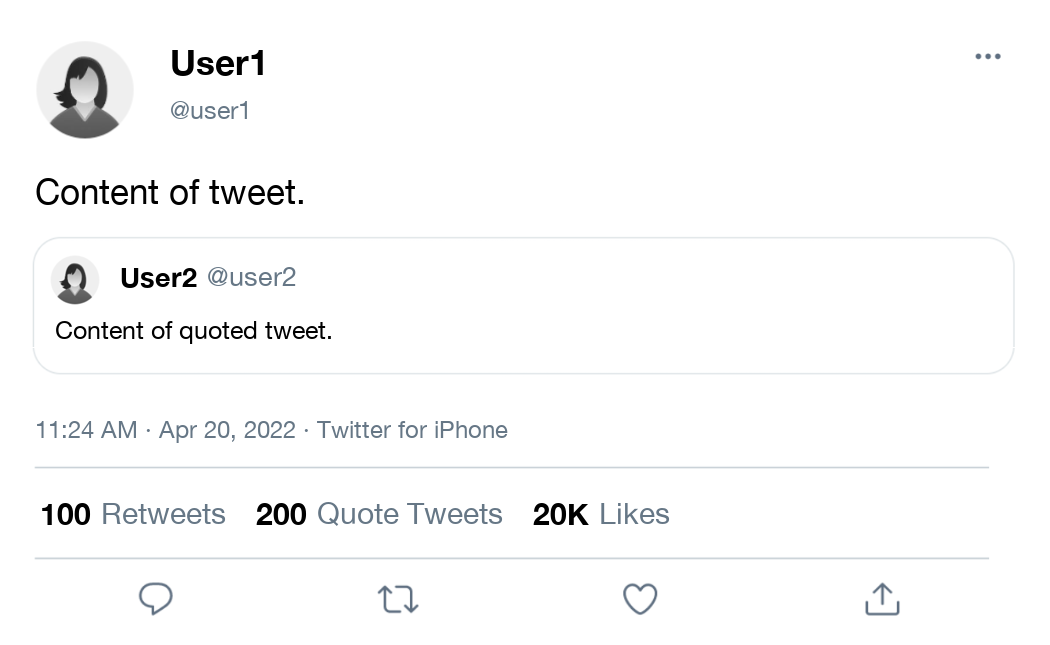 User1
@user1
Content of tweet.
User2 @user2
Content of quoted tweet.
11:24 AM · Apr 20, 2022 · Twitter for iPhone
100 Retweets 200 Quote Tweets 20K Likes